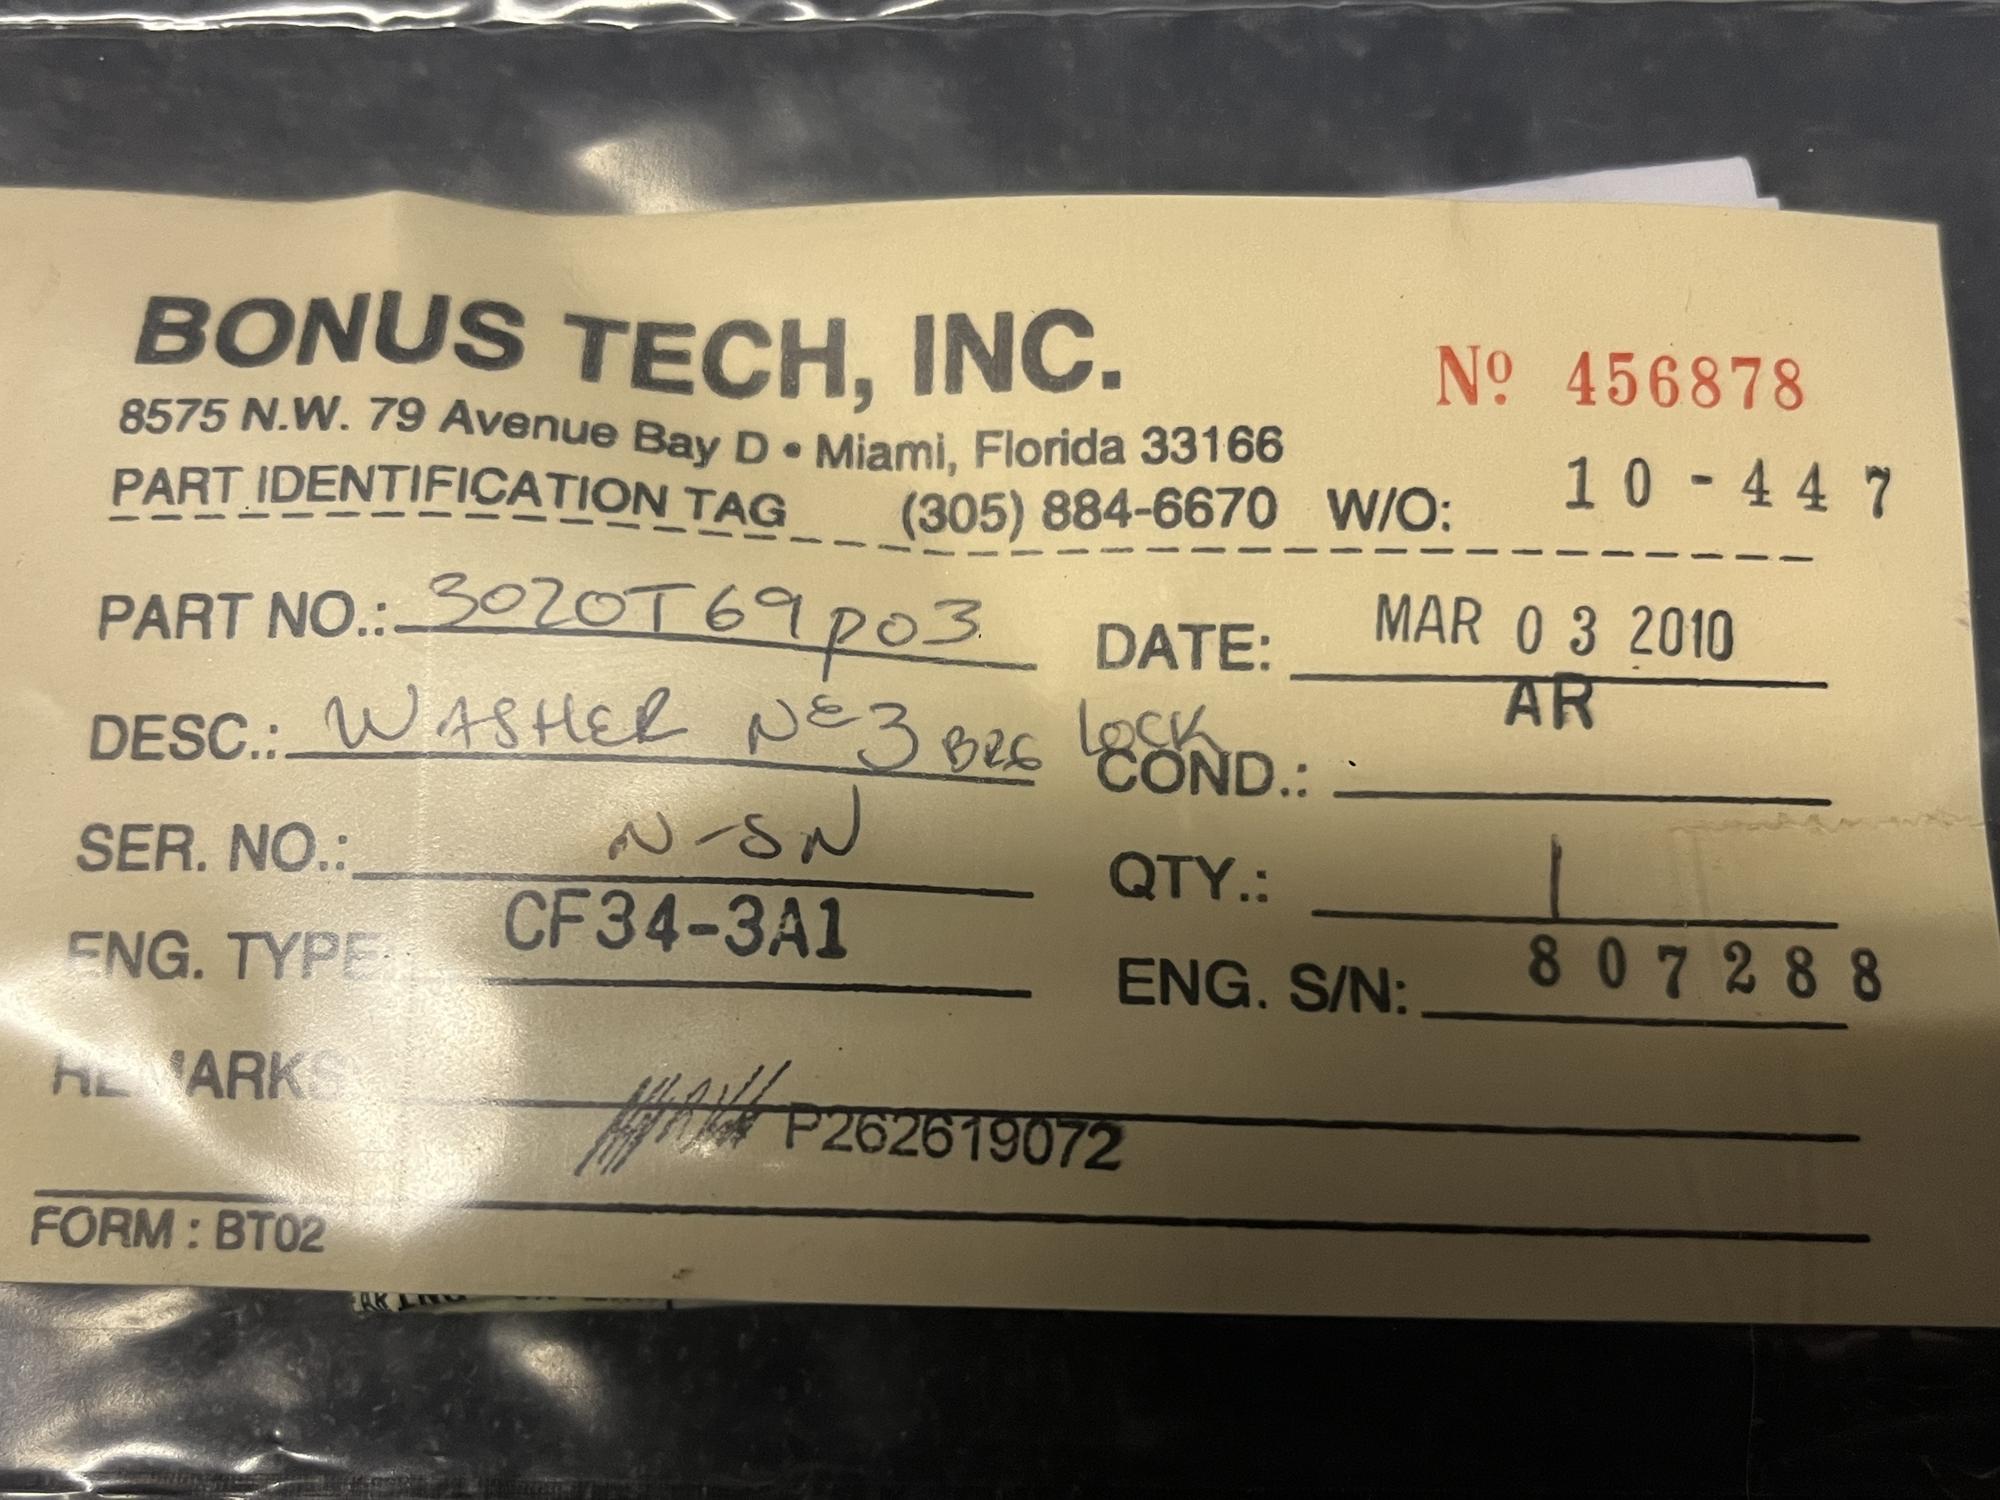 BONUS TECH, INC.
Nº 456878
8575 N.W. 79 Avenue Bay D • Miami, Florida 33166
PART IDENTIFICATION TAG (305) 884-6670 W/O: 10-447
PART NO.: 3020T69p03 DATE: MAR 03 2010
DESC.: WASHER Nº3 BRG LOCK COND.: AR
SER. NO.: N-SN QTY.: 1
ENG. TYPE CF34-3A1 ENG. S/N: 807288
REMARKS
P262619072
FORM : BT02